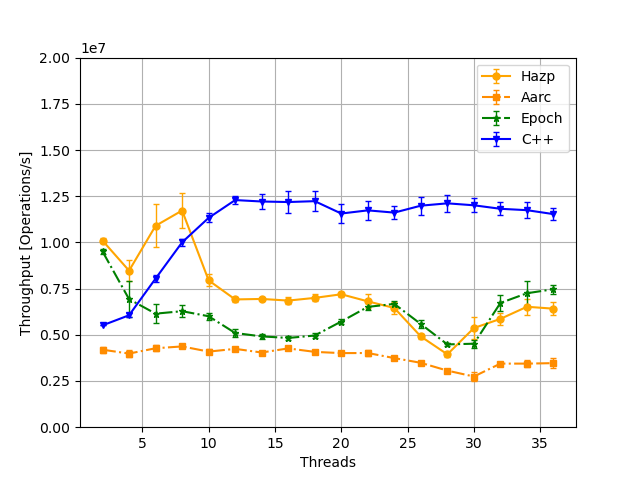 1e7
2.00
1.75
1.50
1.25
1.00
0.75
0.50
0.25
0.00
Throughput [Operations/s]
Hazp
Aarc
Epoch
C++
5 10 15 20 25 30 35
Threads